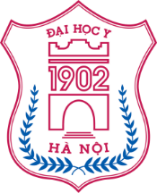 ĐẠI HỌC Y
1902
HÀ NỘI